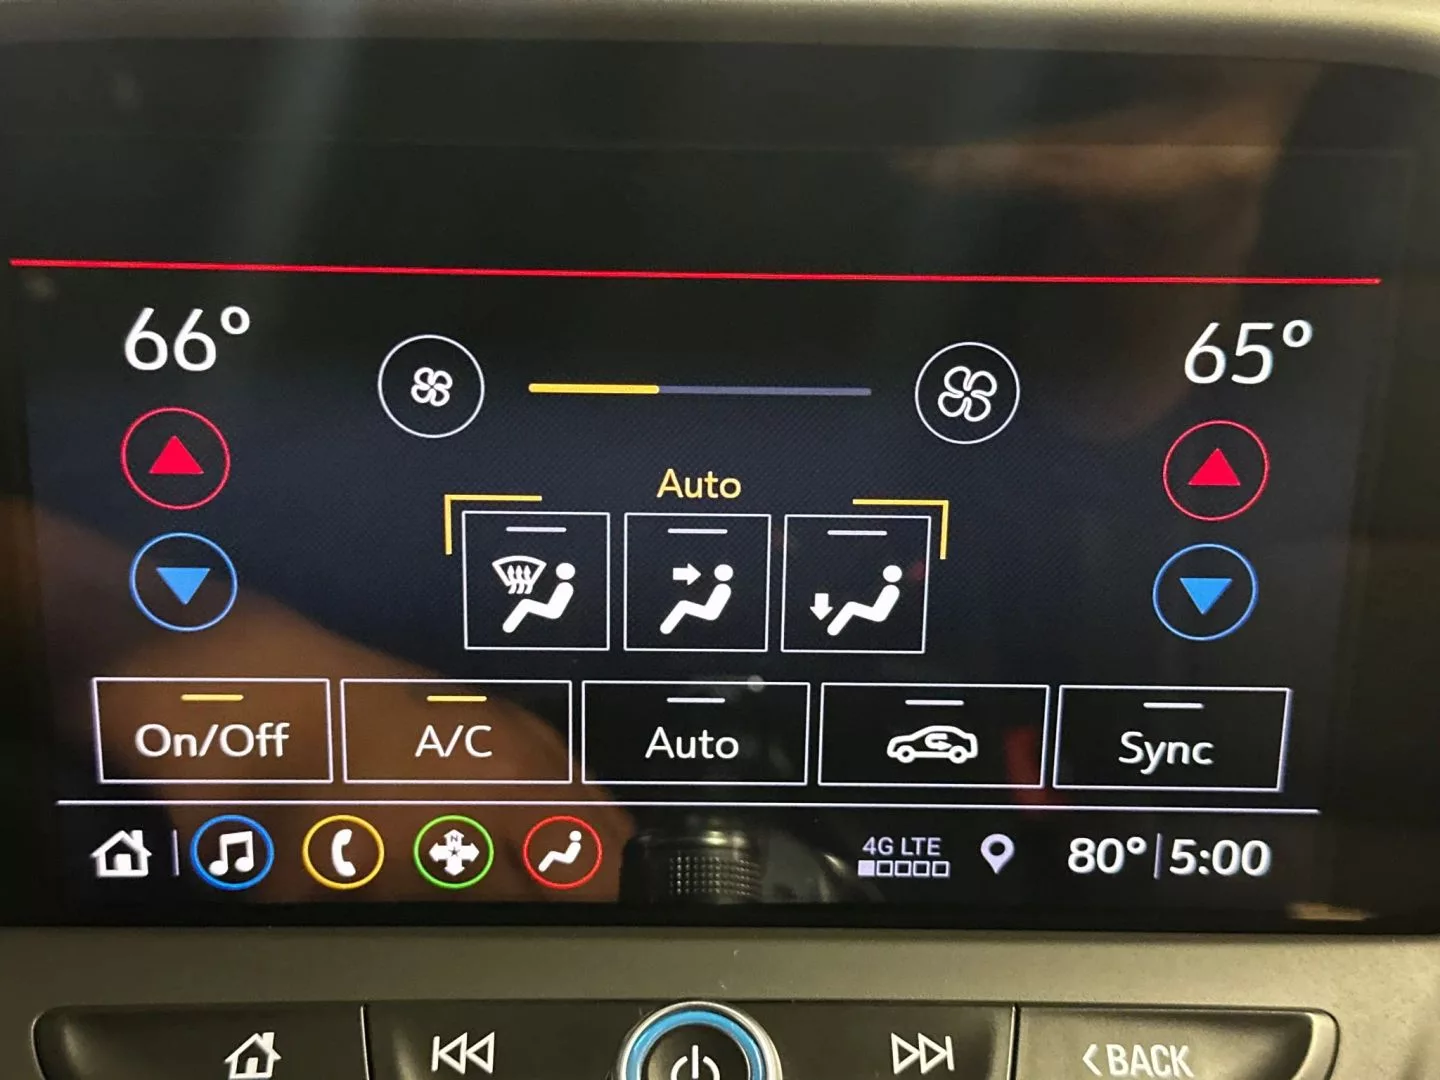 66°
65°
Auto
On/Off
A/C
Auto
Sync
N
4G LTE
80°
5:00
<BACK